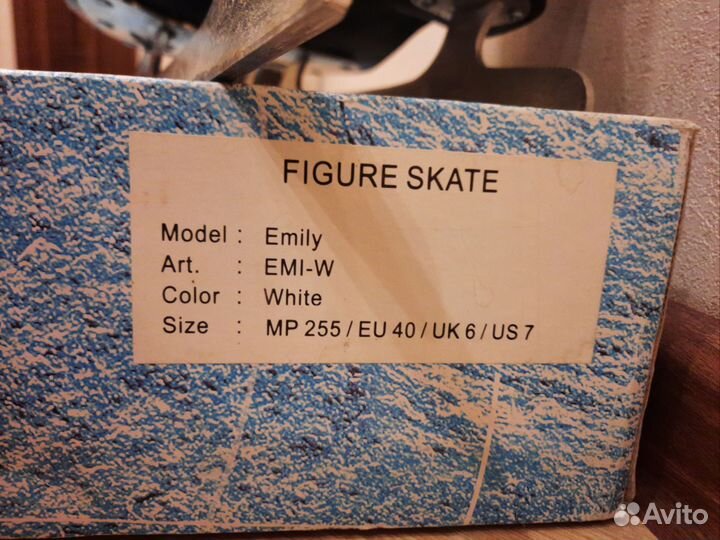 FIGURE SKATE
Model : Emily
Art. : EMI-W
Color : White
Size : MP 255 / EU 40 / UK 6 / US 7
Avito